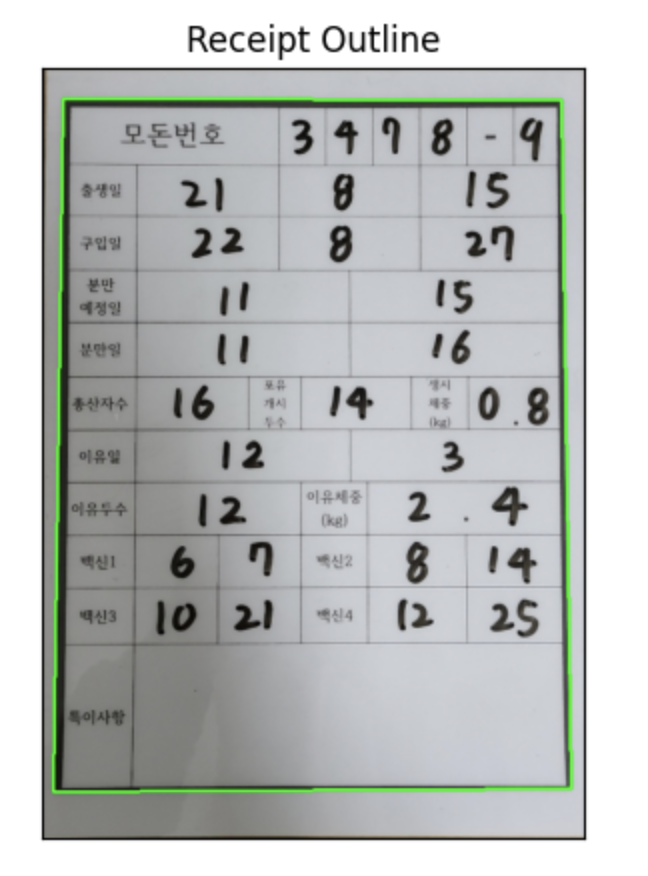 Receipt Outline
모돈번호 3 4 7 8 - 9
출생일 21 8 15
구입일 22 8 27
분만 예정일 11 15
분만일 11 16
총산자수 16 포유 개시 두수 14 생시 체중 (kg) 0.8
이유일 12 3
이유두수 12 이유체중 (kg) 2.4
백신1 6 7 백신2 8 14
백신3 10 21 백신4 12 25
특이사항